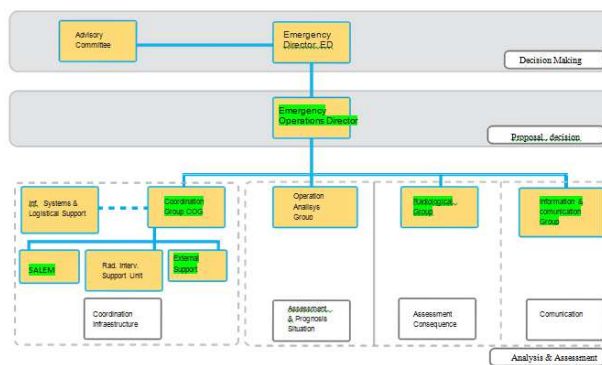 Advisory
Committee
Emergency
Director. ED
Decision Making
Emergency
Operations Director
Proposal, decision
Inf. Systems &
Logistical Support
Coordination
Group COG
Operation
Analisys
Group
Radiological
Group
Information &
comunication
Group
SALEM
Rad. Interv.
Support Unit
External
Support
Coordination
Infraestructure
Assessment
& Prognosis
Situation
Assessment
Consequence
Comunication
Analysis & Assessment